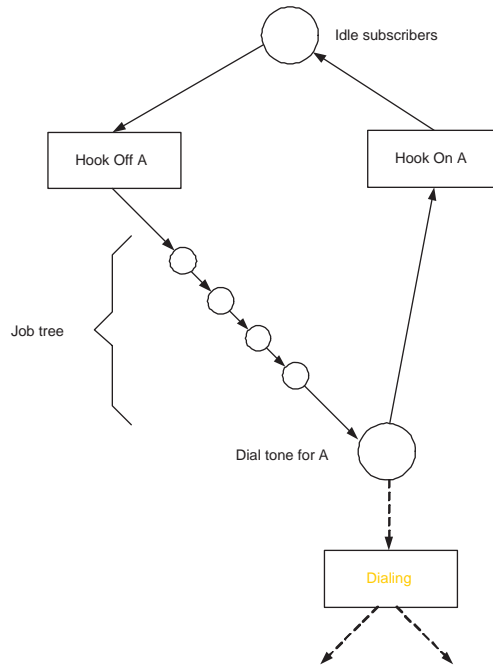 Idle subscribers
Hook Off A
Hook On A
Job tree
Dial tone for A
Dialing